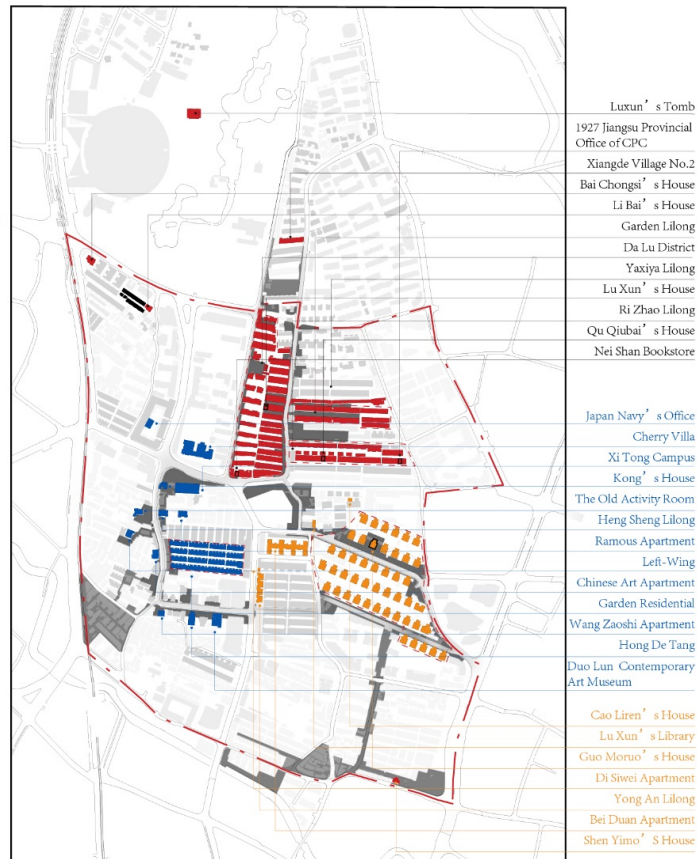 Luxun’s Tomb
1927 Jiangsu Provincial
Office of CPC
Xiangde Village No.2
Bai Chongsi’s House
Li Bai’s House
Garden Lilong
Da Lu District
Yaxiya Lilong
Lu Xun’s House
Ri Zhao Lilong
Qu Qiubai’s House
Nei Shan Bookstore
Japan Navy’s Office
Cherry Villa
Xi Tong Campus
Kong’s House
The Old Activity Room
Heng Sheng Lilong
Ramous Apartment
Left-Wing
Chinese Art Apartment
Garden Residential
Wang Zaoshi Apartment
Hong De Tang
Duo Lun Contemporary
Art Museum
Cao Liren’s House
Lu Xun’s Library
Guo Moruo’s House
Di Siwei Apartment
Yong An Lilong
Bei Duan Apartment
Shen Yimo’S House